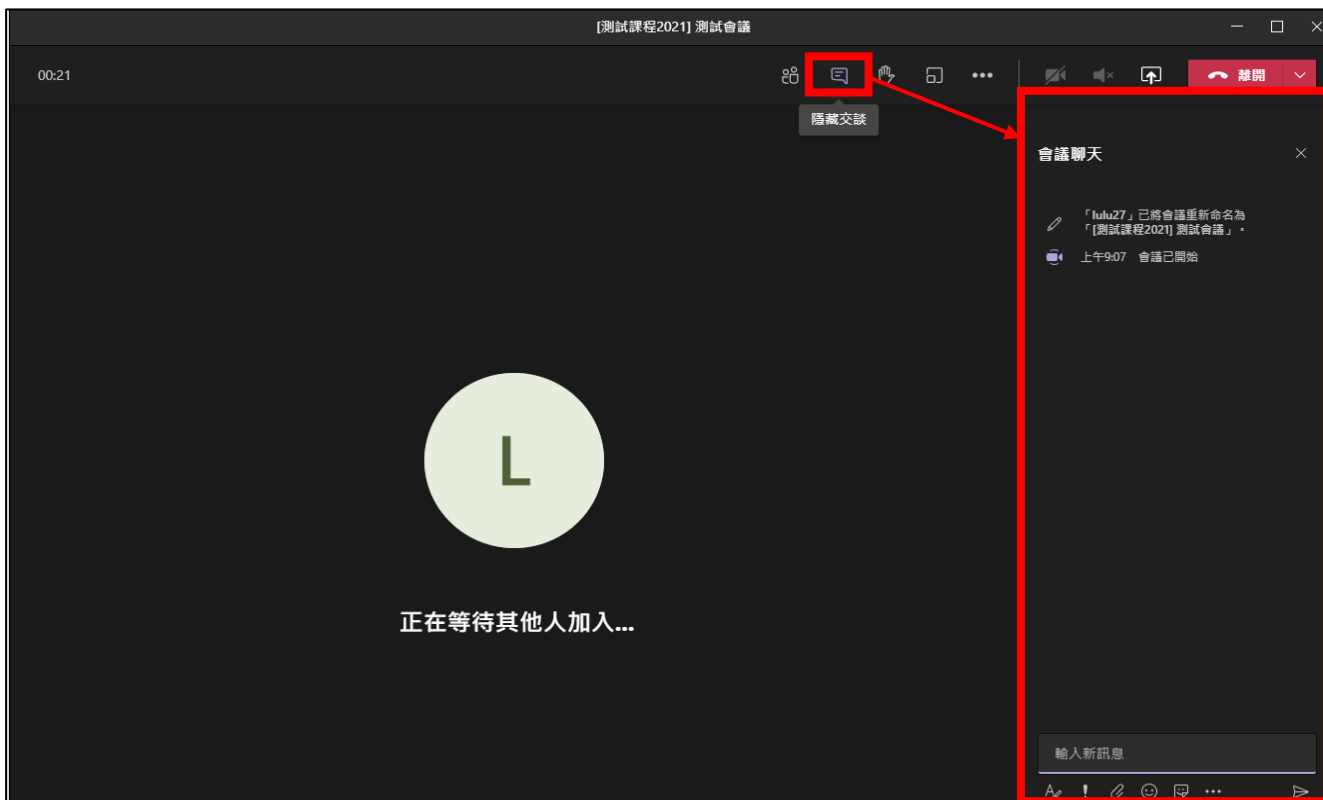 [測試課程2021] 測試會議
00:21
離開
隱藏交談
會議聊天
「lulu27」已將會議重新命名為
「[測試課程2021] 測試會議」。
上午9:07 會議已開始
L
正在等待其他人加入...
輸入新訊息